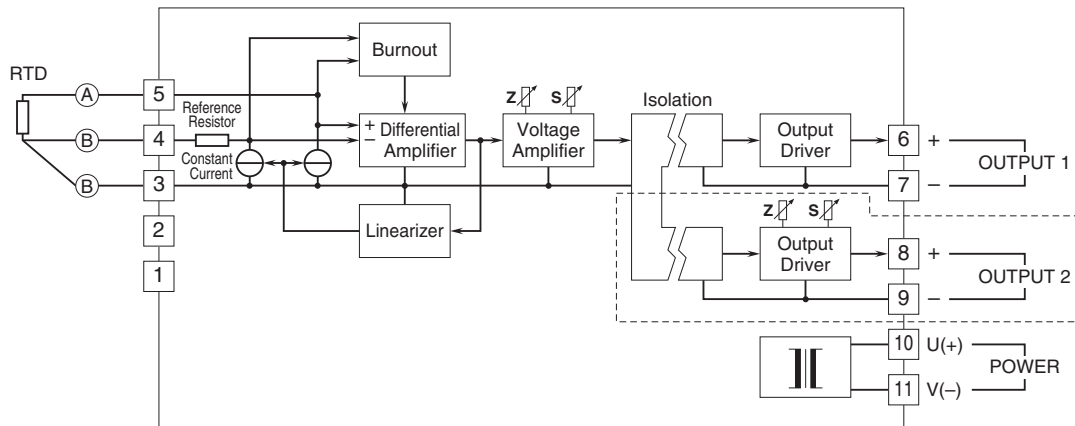 RTD
A
B
B
5
4
3
2
1
Reference
Resistor
Constant
Current
Burnout
+
−
Differential
Amplifier
Linearizer
Z
S
Voltage
Amplifier
Isolation
Output
Driver
6
+
7
−
OUTPUT 1
Z
S
Output
Driver
8
+
9
−
OUTPUT 2
10
U(+)
11
V(−)
POWER